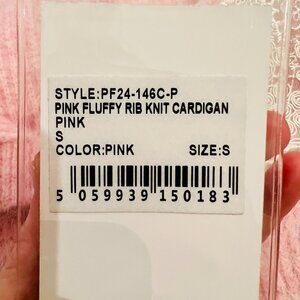 STYLE:PF24-146C-P
PINK FLUFFY RIB KNIT CARDIGAN
PINK
S
COLOR:PINK SIZE:S
5 059939 150183